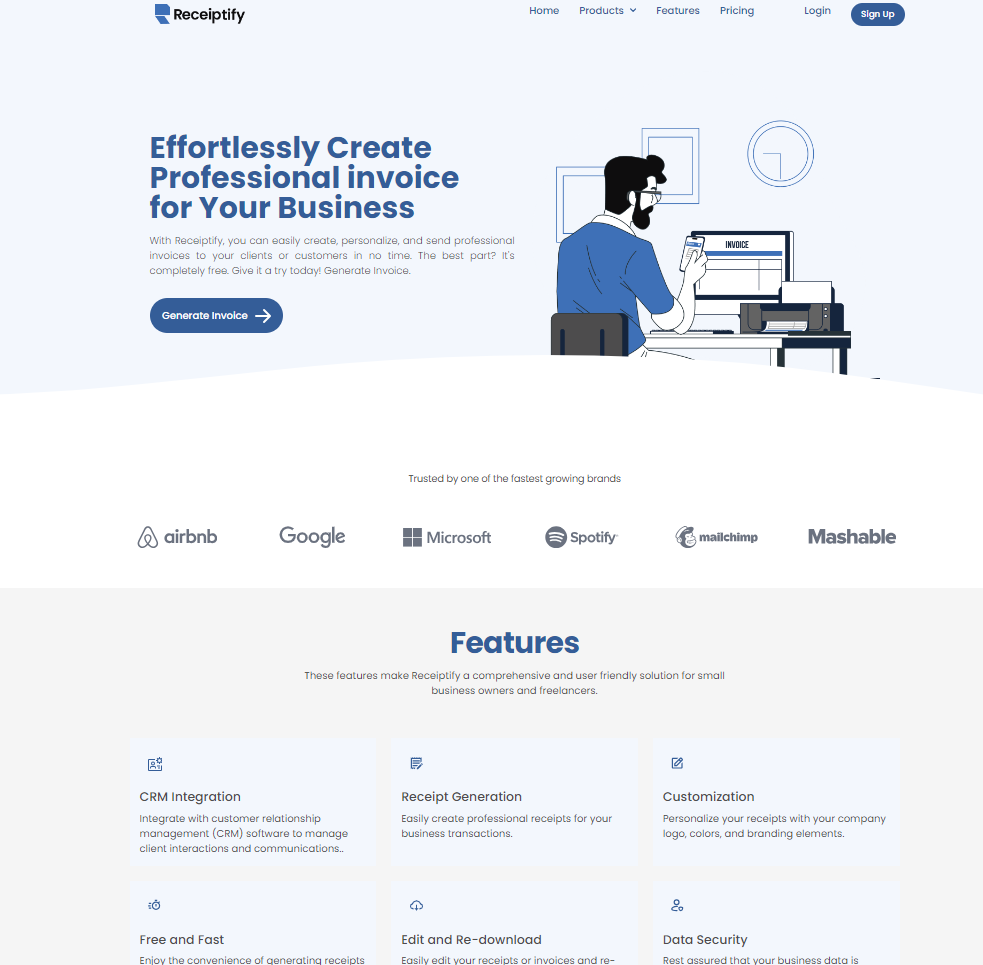 Receiptify
Home Products Features Pricing Login Sign Up
Effortlessly Create
Professional invoice
for Your Business
With Receiptify, you can easily create, personalize, and send professional
invoices to your clients or customers in no time. The best part? It's
completely free. Give it a try today! Generate Invoice.
Generate Invoice
INVOICE
Trusted by one of the fastest growing brands
airbnb Google Microsoft Spotify mailchimp Mashable
Features
These features make Receiptify a comprehensive and user friendly solution for small
business owners and freelancers.
CRM Integration
Integrate with customer relationship
management (CRM) software to manage
client interactions and communications..
Receipt Generation
Easily create professional receipts for your
business transactions.
Customization
Personalize your receipts with your company
logo, colors, and branding elements.
Free and Fast
Enjoy the convenience of generating receipts
Edit and Re-download
Easily edit your receipts or invoices and re-
Data Security
Rest assured that your business data is